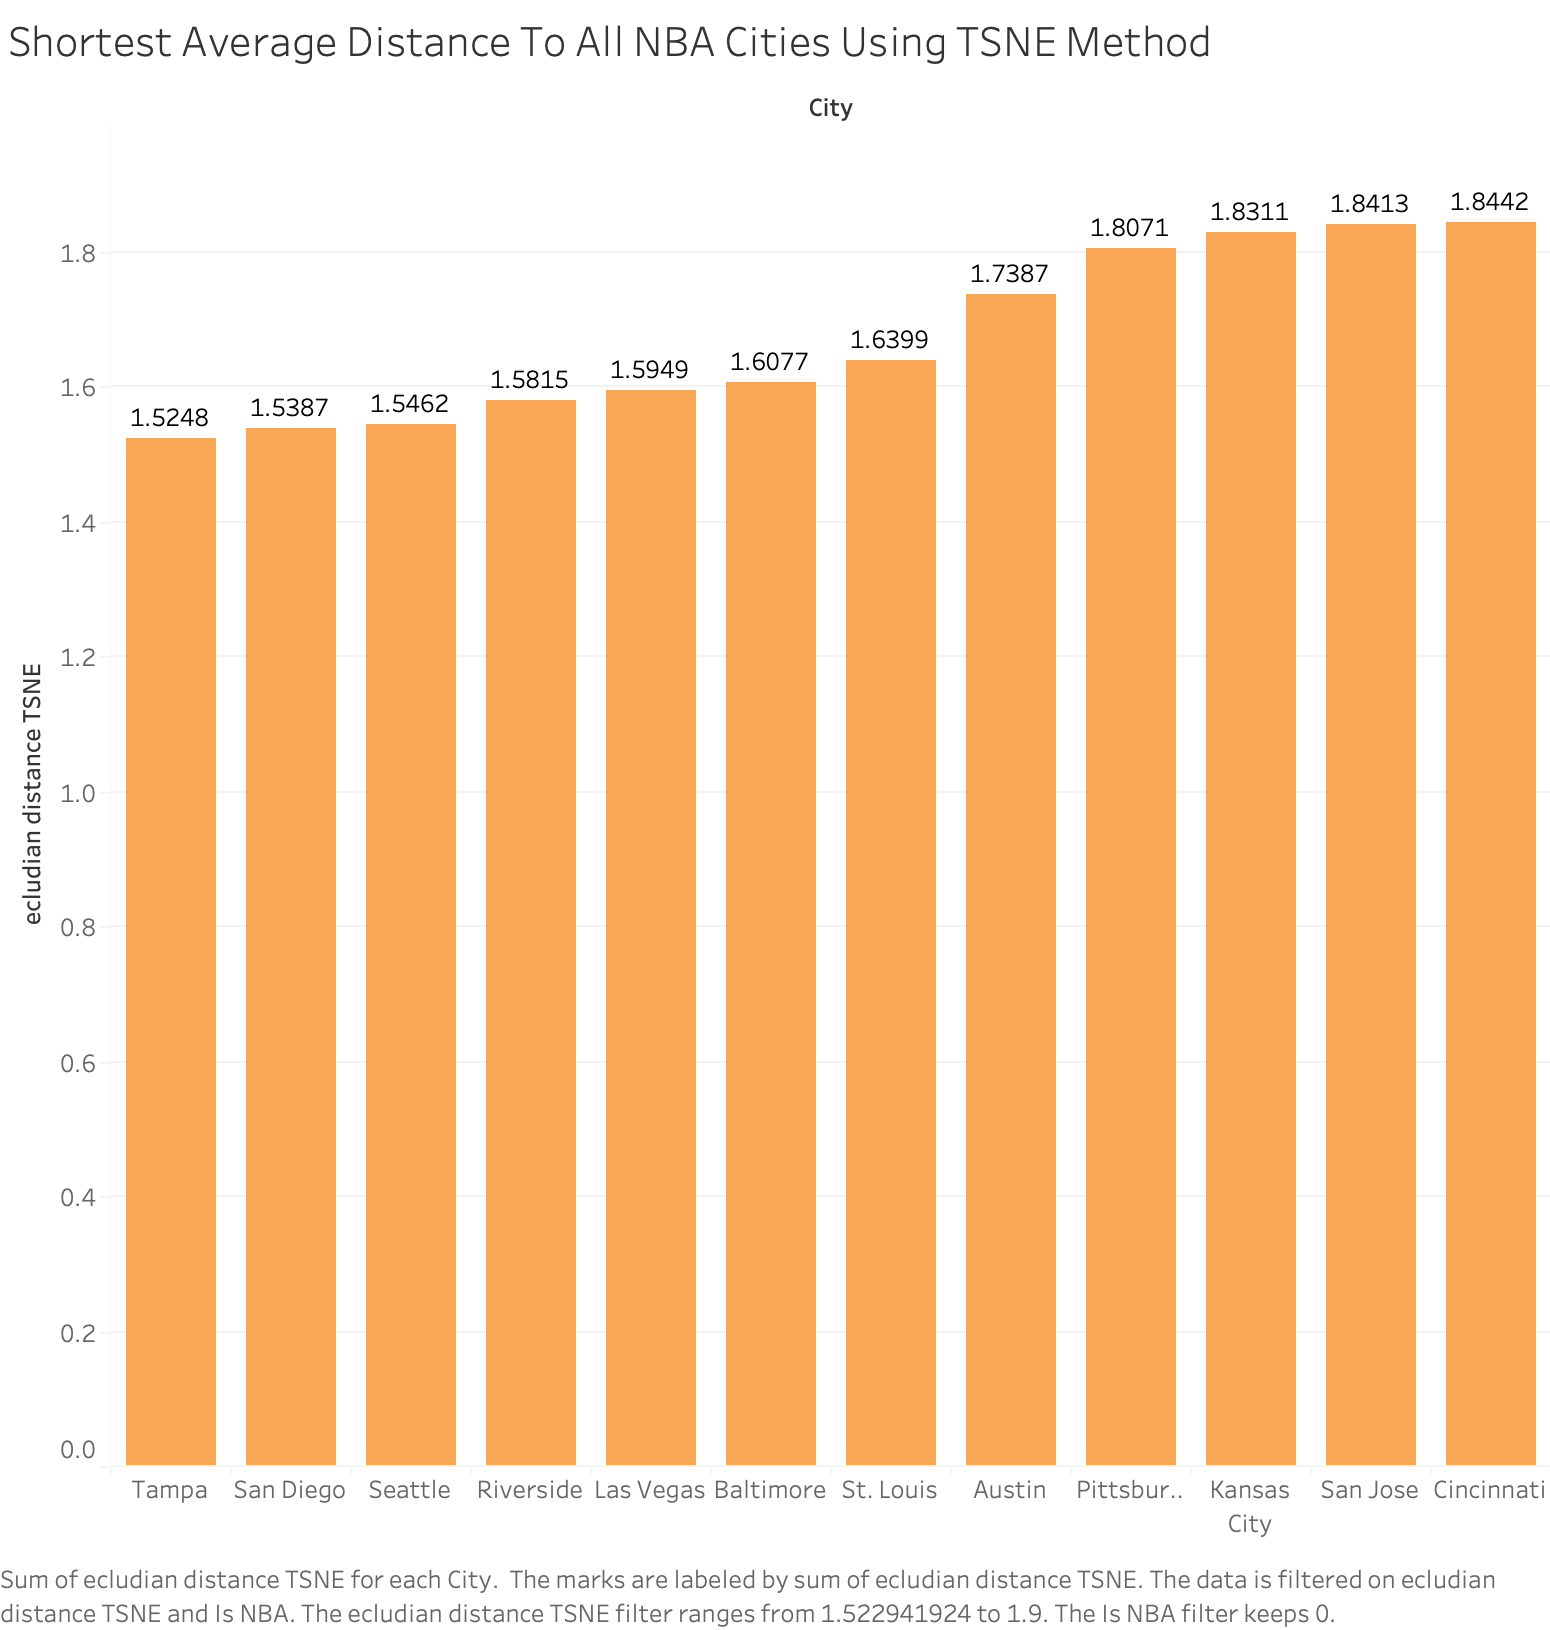 Shortest Average Distance To All NBA Cities Using TSNE Method
City
ecludian distance TSNE
1.8
1.6
1.4
1.2
1.0
0.8
0.6
0.4
0.2
0.0
1.5248
1.5387
1.5462
1.5815
1.5949
1.6077
1.6399
1.7387
1.8071
1.8311
1.8413
1.8442
Tampa
San Diego
Seattle
Riverside
Las Vegas
Baltimore
St. Louis
Austin
Pittsbur..
Kansas
City
San Jose
Cincinnati
Sum of ecludian distance TSNE for each City.  The marks are labeled by sum of ecludian distance TSNE. The data is filtered on ecludian
distance TSNE and Is NBA. The ecludian distance TSNE filter ranges from 1.522941924 to 1.9. The Is NBA filter keeps 0.